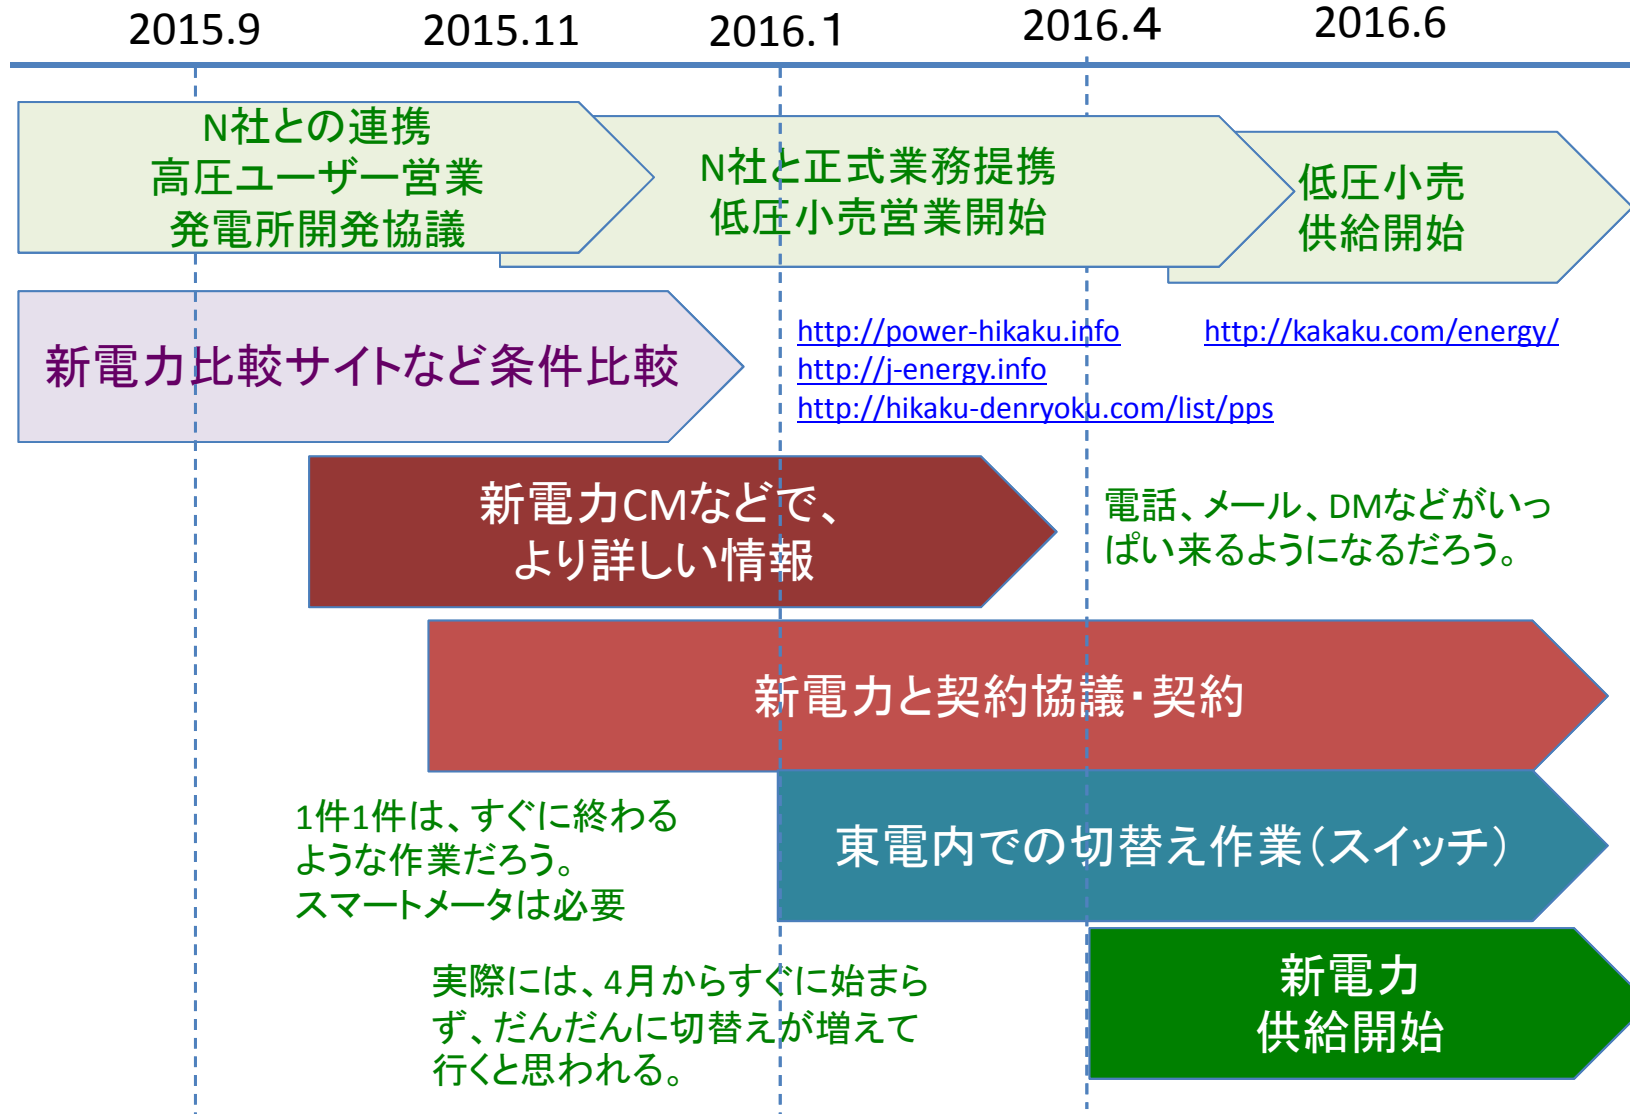 2015.9
2015.11
2016.1
2016.4
2016.6
N社との連携
高圧ユーザー営業
発電所開発協議
N社と正式業務提携
低圧小売営業開始
低圧小売
供給開始
新電力比較サイトなど条件比較
http://power-hikaku.info
http://kakaku.com/energy/
http://j-energy.info
http://hikaku-denryoku.com/list/pps
新電力CMなどで、
より詳しい情報
電話、メール、DMなどがいっ
ぱい来るようになるだろう。
新電力と契約協議・契約
1件1件は、すぐに終わる
ような作業だろう。
スマートメータは必要
東電内での切替え作業（スイッチ）
実際には、4月からすぐに始まら
ず、だんだんに切替えが増えて
行くと思われる。
新電力
供給開始